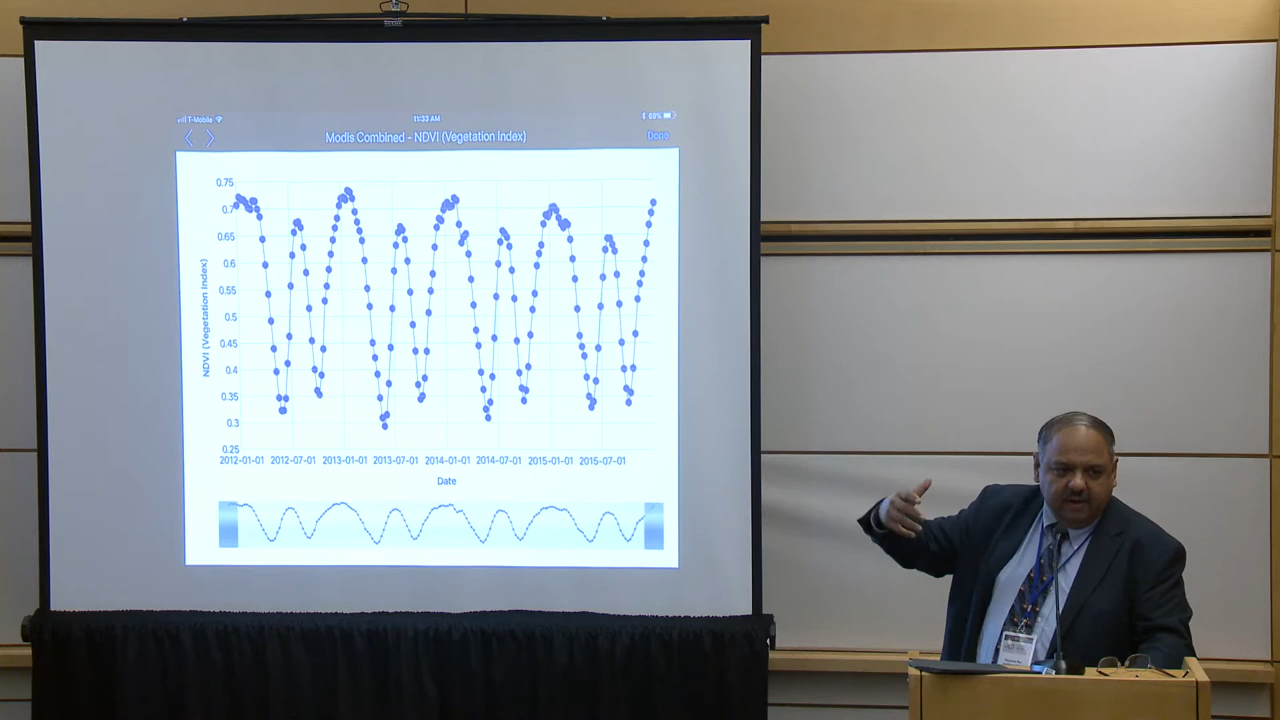 T-Mobile 11:33 AM 69%
Modis Combined - NDVI (Vegetation Index) Done
NDVI (Vegetation Index)
0.75
0.7
0.65
0.6
0.55
0.5
0.45
0.4
0.35
0.3
0.25
2012-01-01 2012-07-01 2013-01-01 2013-07-01 2014-01-01 2014-07-01 2015-01-01 2015-07-01
Date